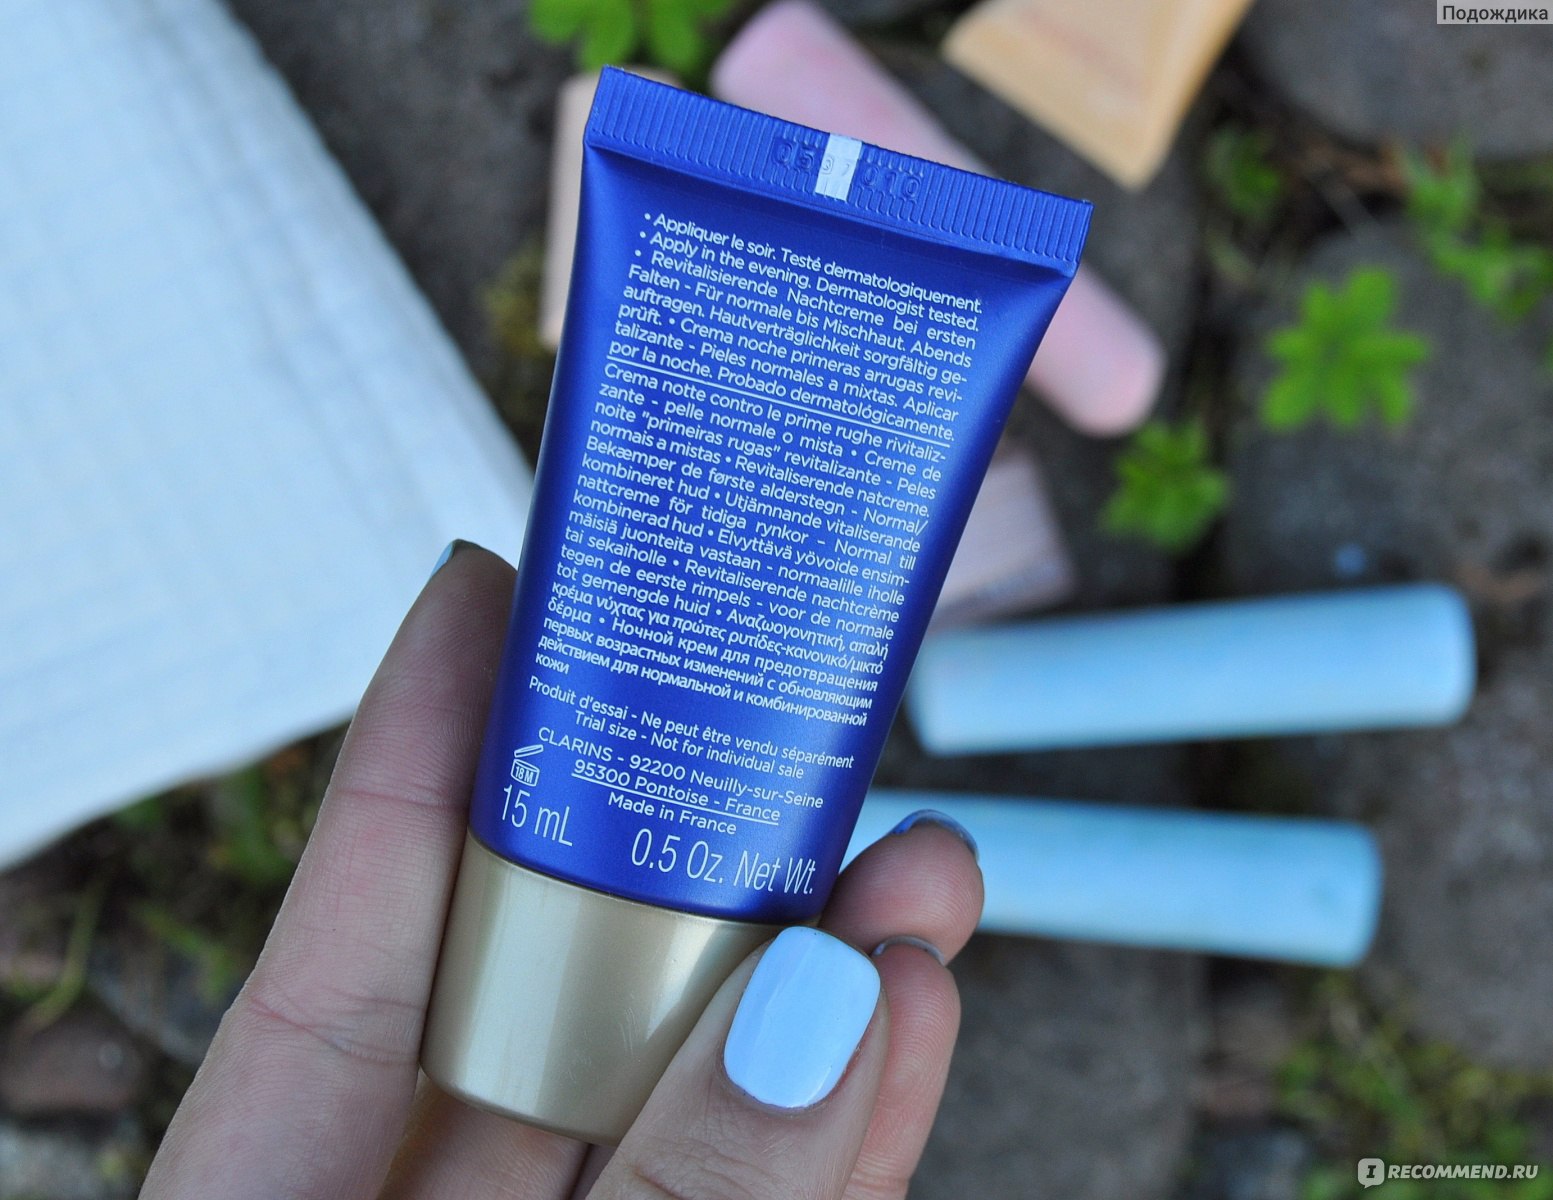 Подождика
• Appliquer le soir. Testé dermatologiquement.
• Apply in the evening. Dermatologist tested.
• Revitalisierende Nachtcreme bei ersten
Falten - Für normale bis Mischhaut. Abends
auftragen. Hautverträglichkeit sorgfältig ge-
prüft. • Crema noche primeras arrugas revi-
talizante - Pieles normales a mixtas. Aplicar
por la noche. Probado dermatológicamente.
Crema notte contro le prime rughe rivitaliz-
zante - pelle normale o mista • Creme de
noite "primeiras rugas" revitalizante - Peles
normais a mistas • Revitaliserende natcreme.
Bekæmper de første alderstegn - Normal/
kombineret hud • Utjämnande vitaliserande
nattcreme för tidiga rynkor - Normal till
kombinerad hud • Elvyttävä yövoide ensim-
mäisiä juonteita vastaan - normaalille iholle
tai sekaiholle • Revitaliserende nachtcrème
tegen de eerste rimpels - voor de normale
tot gemengde huid • Αναζωογονητική, απαλή
κρέμα νύχτας για πρώτες ρυτίδες-κανονικό/μικτό
δέρμα • Ночной крем для предотвращения
первых возрастных изменений с обновляющим
действием для нормальной и комбинированной
кожи
Produit d'essai - Ne peut être vendu séparément
Trial size - Not for individual sale
CLARINS - 92200 Neuilly-sur-Seine
95300 Pontoise - France
Made in France
18 M
15 mL 0.5 Oz. Net Wt.
IRECOMMEND.RU